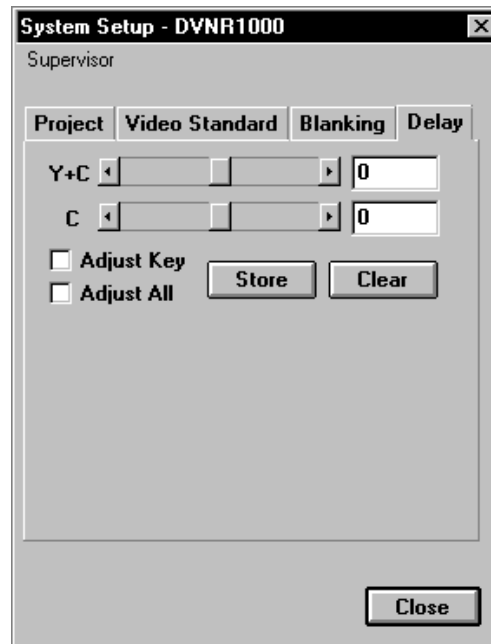 System Setup - DVNR1000
Supervisor
Project Video Standard Blanking Delay
Y+C 0
C 0
Adjust Key
Adjust All
Store Clear
Close